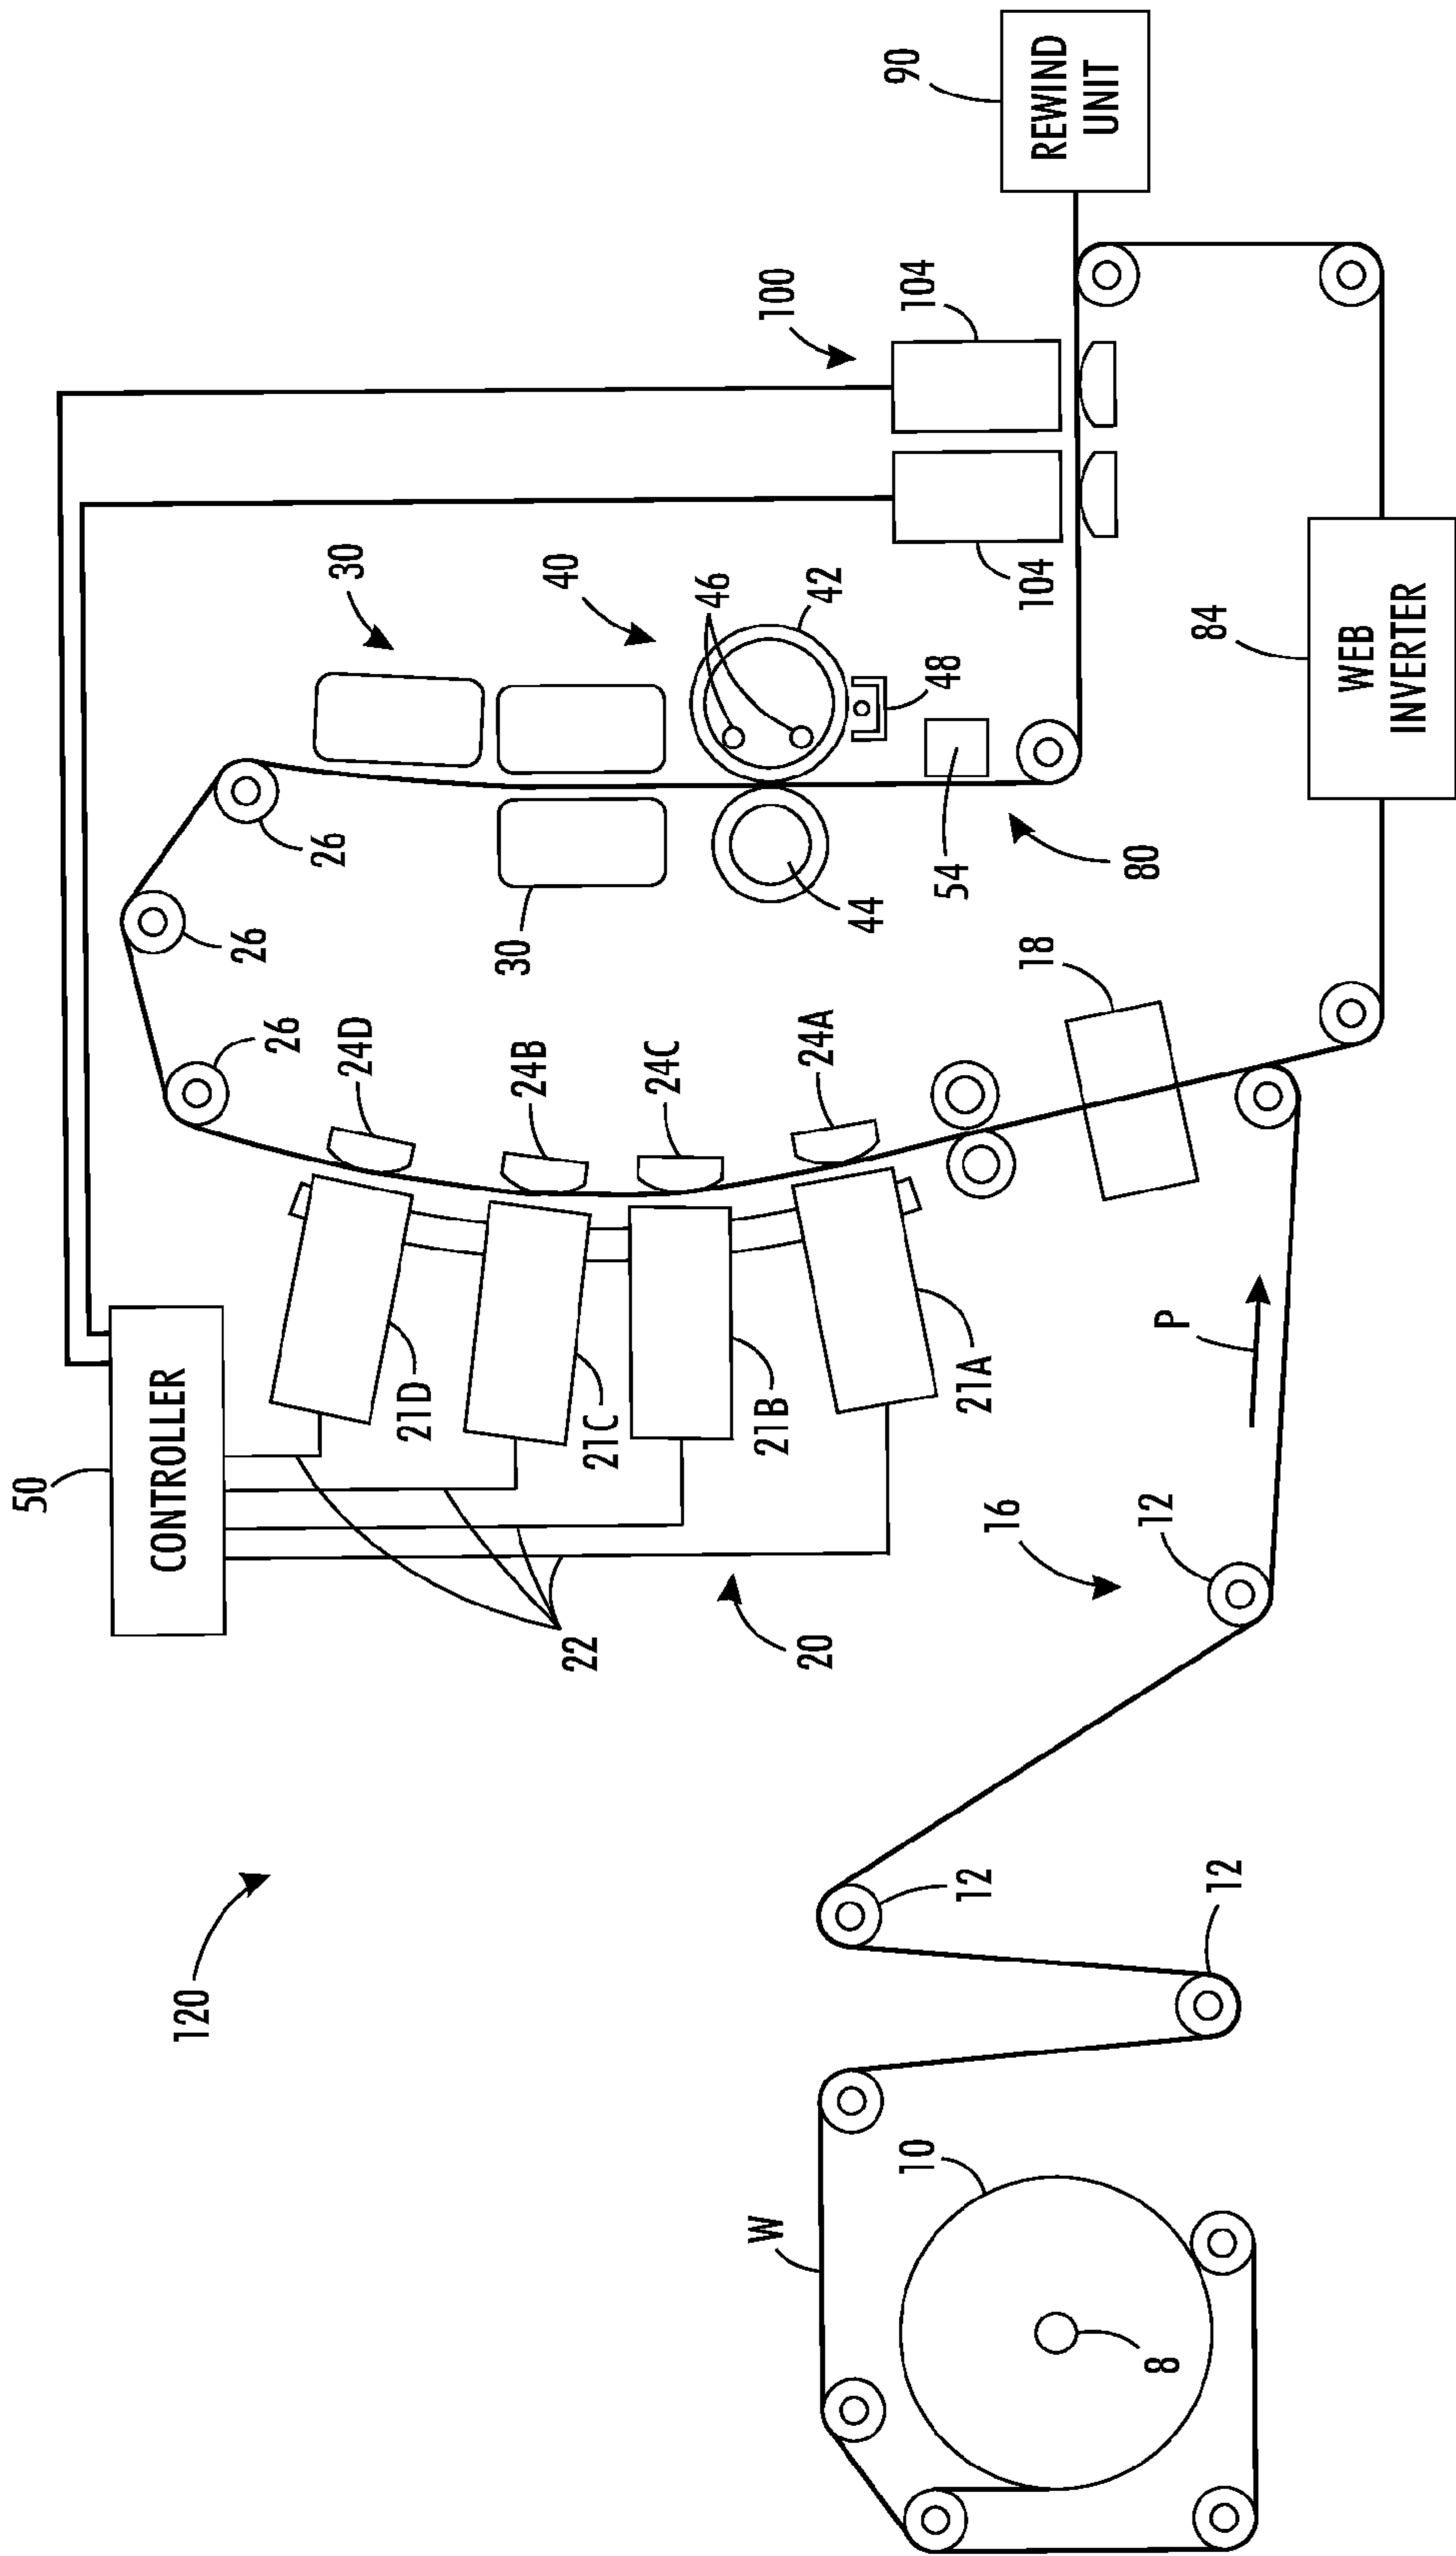 120
50
CONTROLLER
22
20
21D
21C
21B
21A
24D
24B
24C
24A
26
26
26
30
30
40
46
42
44
48
54
80
100
104
104
90
REWIND
UNIT
84
WEB
INVERTER
18
16
12
12
12
P
W
10
8